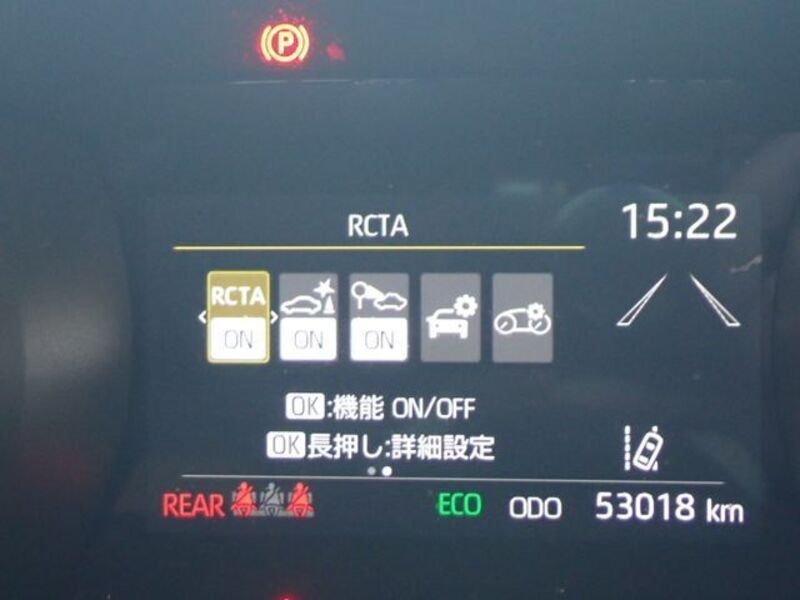 P
RCTA
15:22
RCTA
ON ON ON
OK:機能 ON/OFF
OK長押し:詳細設定
REAR ECO ODO 53018 km